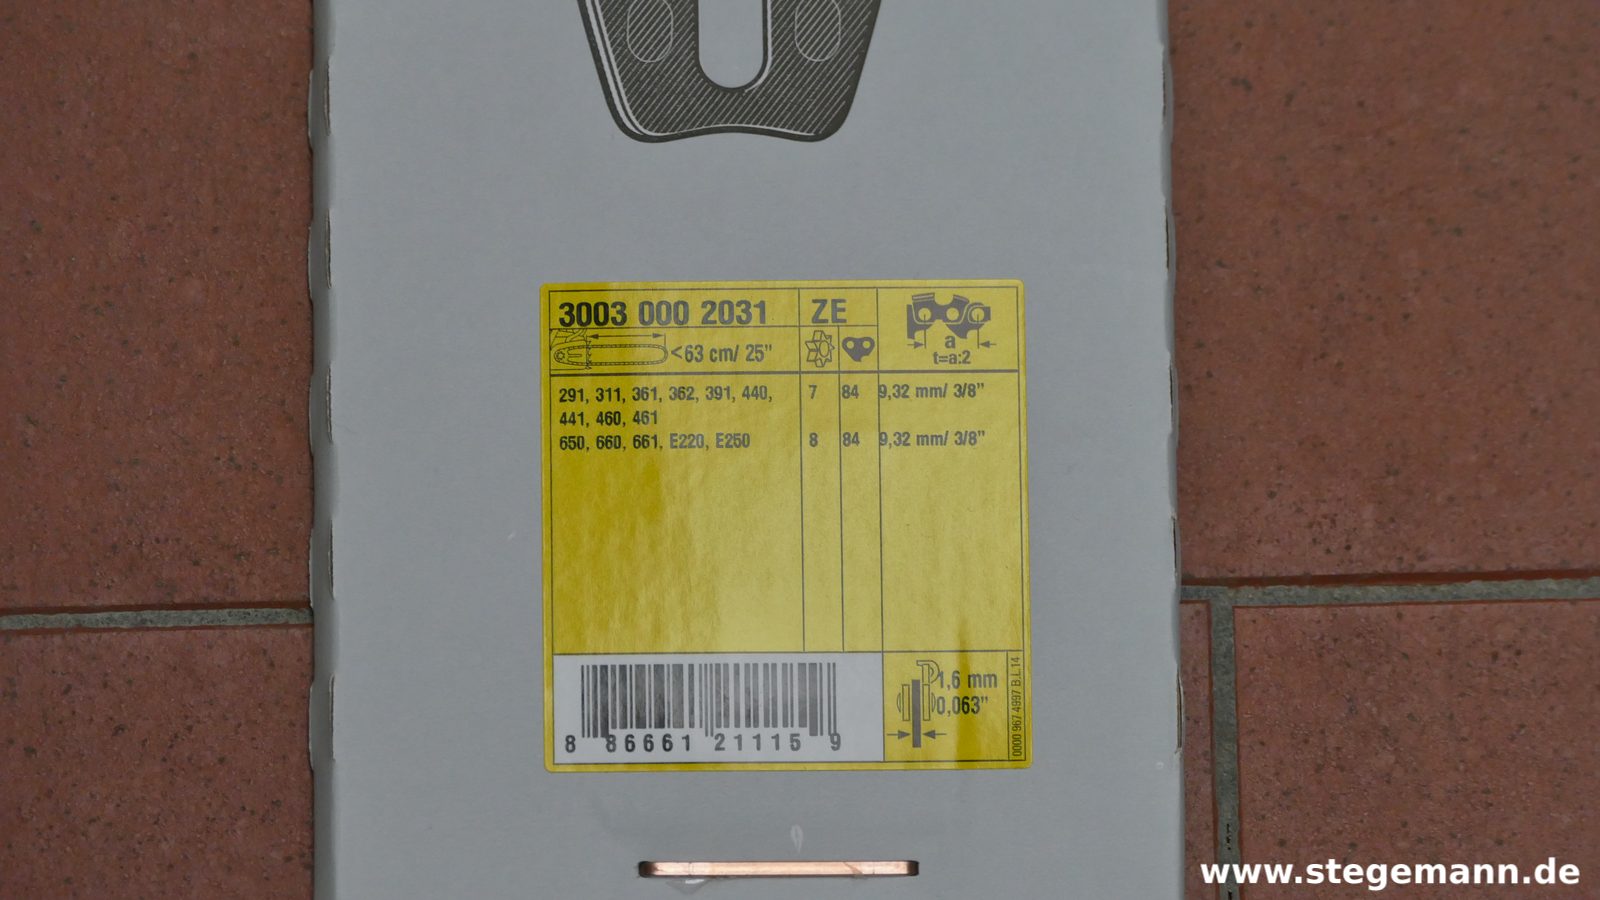 3003 000 2031 ZE
<63 cm/ 25"
a
t=a:2
291, 311, 361, 362, 391, 440, 7 84 9,32 mm/ 3/8"
441, 460, 461
650, 660, 661, E220, E250 8 84 9,32 mm/ 3/8"
1,6 mm
0,063"
0000 967 4997 B.L.14
8 86661 21115 9
www.stegemann.de